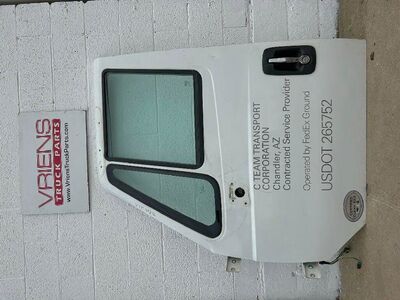 VRIENS
TRUCK PARTS
www.VriensTruckParts.com
C TEAM TRANSPORT
CORPORATION
Chandler, AZ
Contracted Service Provider
Operated by FedEx Ground
USDOT 265752